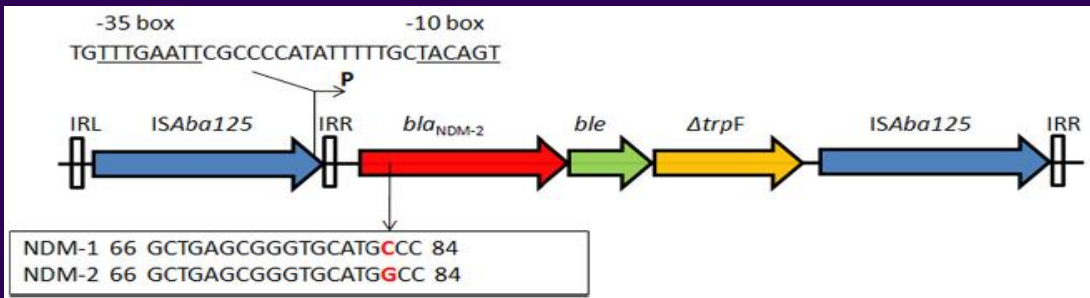 -35 box -10 box
TGTTTGAATTCGCCCCATATTTTTGCTACAGT
P
IRL ISAba125 IRR blaNDM-2 ble ΔtrpF ISAba125 IRR
NDM-1 66 GCTGAGCGGGTGCATGCCC 84
NDM-2 66 GCTGAGCGGGTGCATGGCC 84